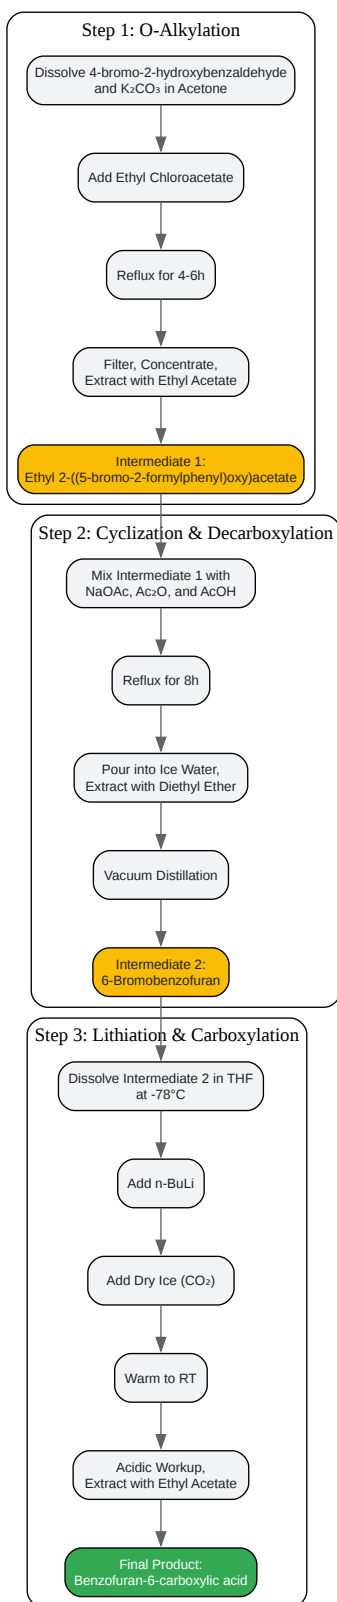 Step 1: O-Alkylation
Dissolve 4-bromo-2-hydroxybenzaldehyde
and K₂CO₃ in Acetone
Add Ethyl Chloroacetate
Reflux for 4-6h
Filter, Concentrate,
Extract with Ethyl Acetate
Intermediate 1:
Ethyl 2-((5-bromo-2-formylphenyl)oxy)acetate
Step 2: Cyclization & Decarboxylation
Mix Intermediate 1 with
NaOAc, Ac₂O, and AcOH
Reflux for 8h
Pour into Ice Water,
Extract with Diethyl Ether
Vacuum Distillation
Intermediate 2:
6-Bromobenzofuran
Step 3: Lithiation & Carboxylation
Dissolve Intermediate 2 in THF
at -78°C
Add n-BuLi
Add Dry Ice (CO₂)
Warm to RT
Acidic Workup,
Extract with Ethyl Acetate
Final Product:
Benzofuran-6-carboxylic acid